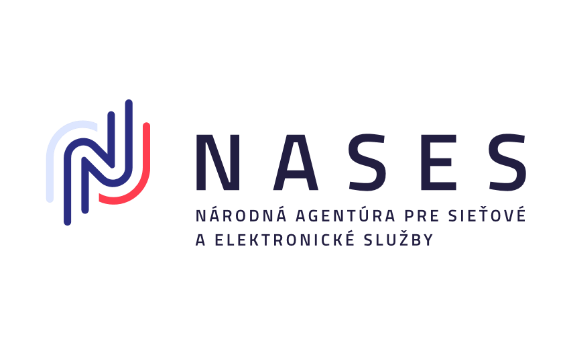 NASES
NÁRODNÁ AGENTÚRA PRE SIEŤOVÉ
A ELEKTRONICKÉ SLUŽBY